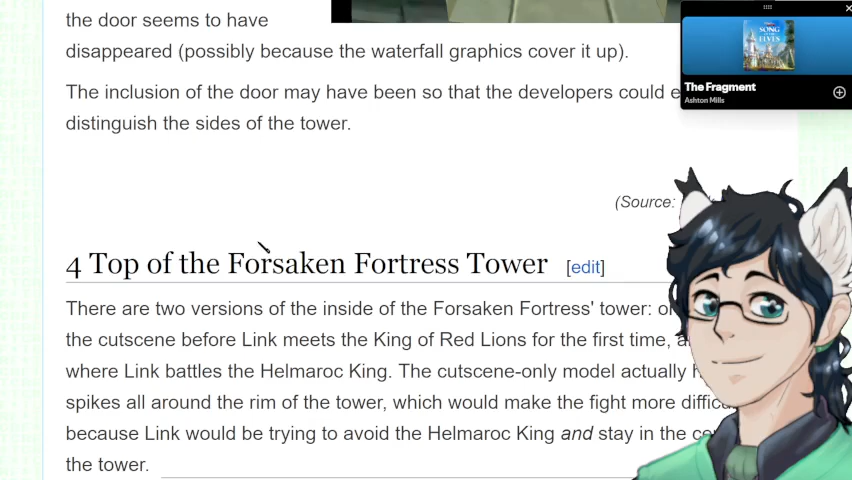 the door seems to have
disappeared (possibly because the waterfall graphics cover it up).
The inclusion of the door may have been so that the developers could
distinguish the sides of the tower.
(Source:
4 Top of the Forsaken Fortress Tower [edit]
There are two versions of the inside of the Forsaken Fortress' tower:
the cutscene before Link meets the King of Red Lions for the first time,
where Link battles the Helmaroc King. The cutscene-only model actually
spikes all around the rim of the tower, which would make the fight more
because Link would be trying to avoid the Helmaroc King and stay in the
the tower.
SONG
ELVES
The Fragment
Ashton Mills